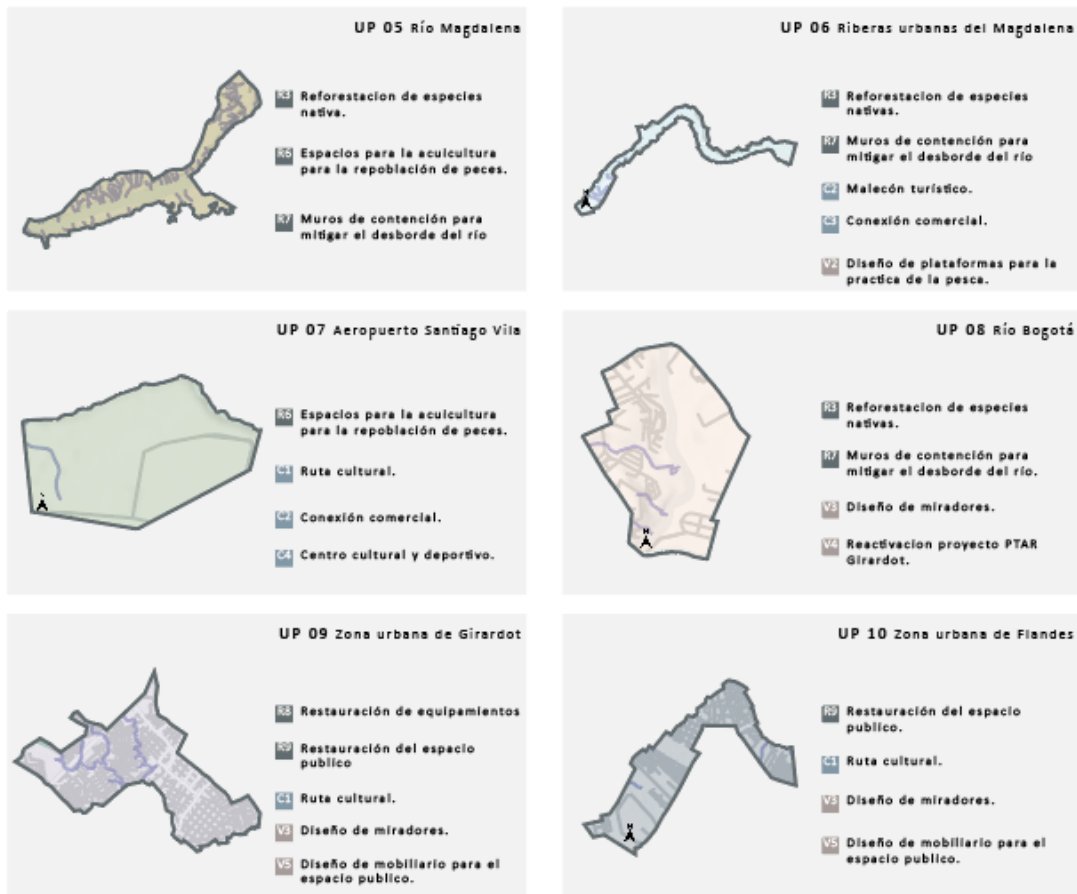 UP 05 Río Magdalena
R3 Reforestacion de especies
nativa.
R6 Espacios para la acuicultura
para la repoblación de peces.
R7 Muros de contención para
mitigar el desborde del río
UP 06 Riberas urbanas del Magdalena
R3 Reforestación de especies
nativas.
R7 Muros de contención para
mitigar el desborde del río
C2 Malecón turístico.
C3 Conexión comercial.
V2 Diseño de plataformas para la
practica de la pesca.
UP 07 Aeropuerto Santiago Vila
R6 Espacios para la acuicultura
para la repoblación de peces.
C1 Ruta cultural.
C2 Conexión comercial.
C4 Centro cultural y deportivo.
UP 08 Río Bogotá
R3 Reforestación de especies
nativas.
R7 Muros de contención para
mitigar el desborde del río.
V3 Diseño de miradores.
V4 Reactivacion proyecto PTAR
Girardot.
UP 09 Zona urbana de Girardot
R8 Restauración de equipamientos
R9 Restauración del espacio
publico
C1 Ruta cultural.
V3 Diseño de miradores.
V5 Diseño de mobiliario para el
espacio publico.
UP 10 Zona urbana de Flandes
R9 Restauración del espacio
publico.
C1 Ruta cultural.
V3 Diseño de miradores.
V5 Diseño de mobiliario para el
espacio publico.